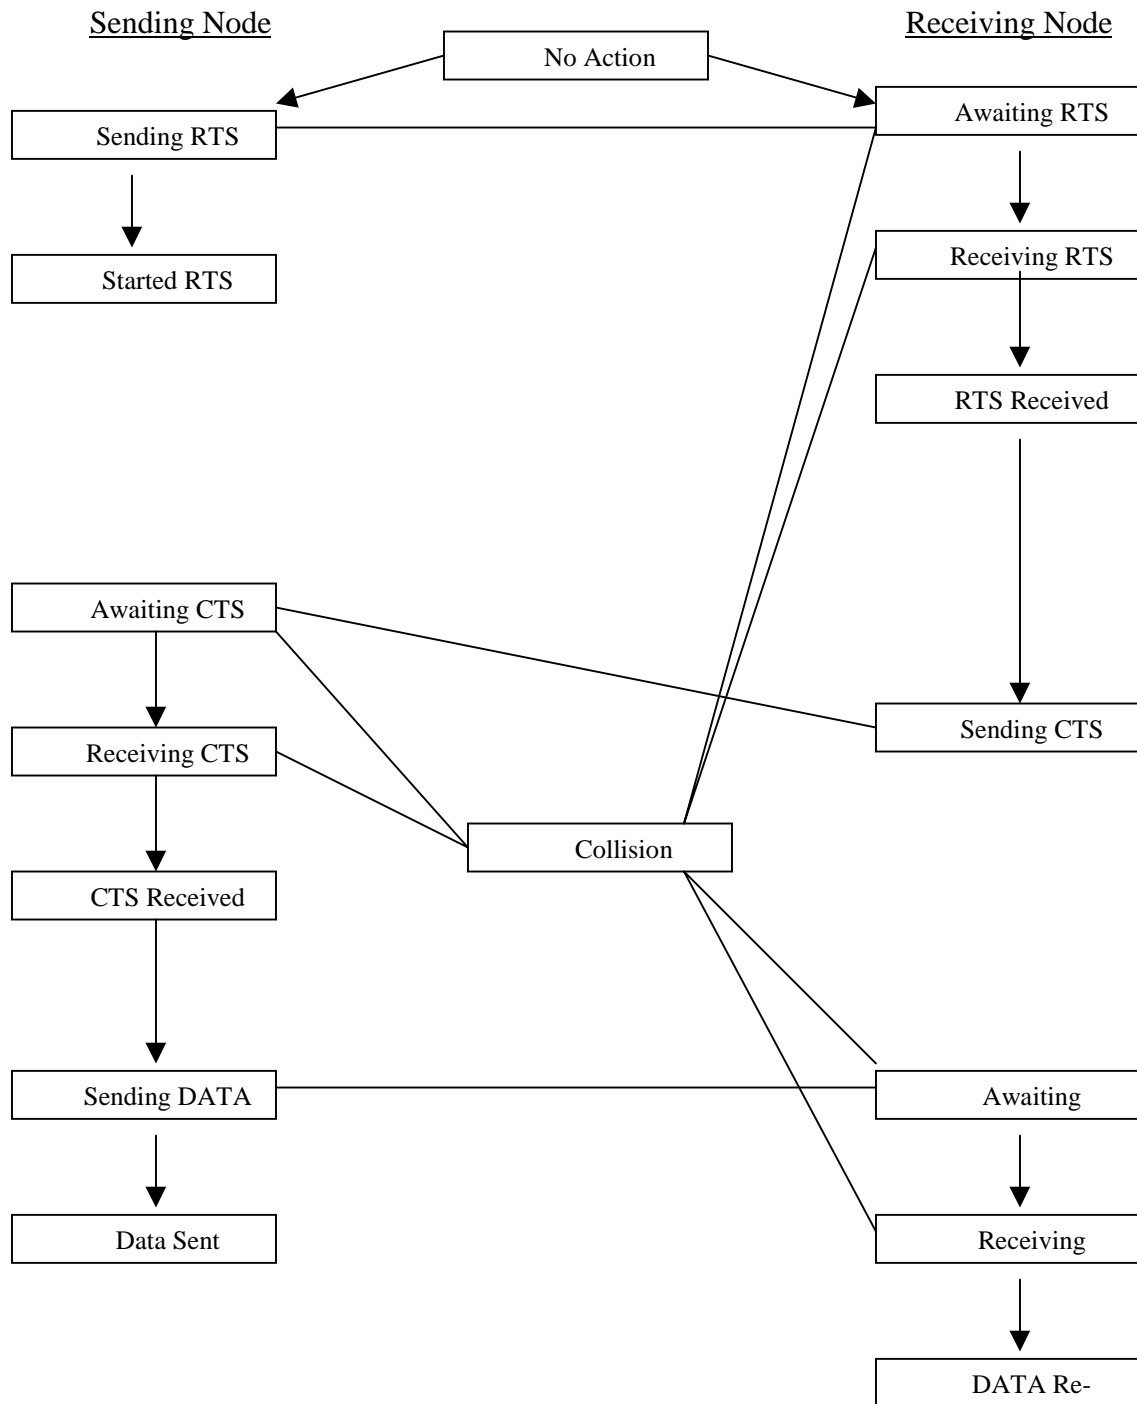 Sending Node
Receiving Node
No Action
Awaiting RTS
Sending RTS
Receiving RTS
Started RTS
RTS Received
Awaiting CTS
Sending CTS
Receiving CTS
Collision
CTS Received
Sending DATA
Awaiting
Data Sent
Receiving
DATA Re-